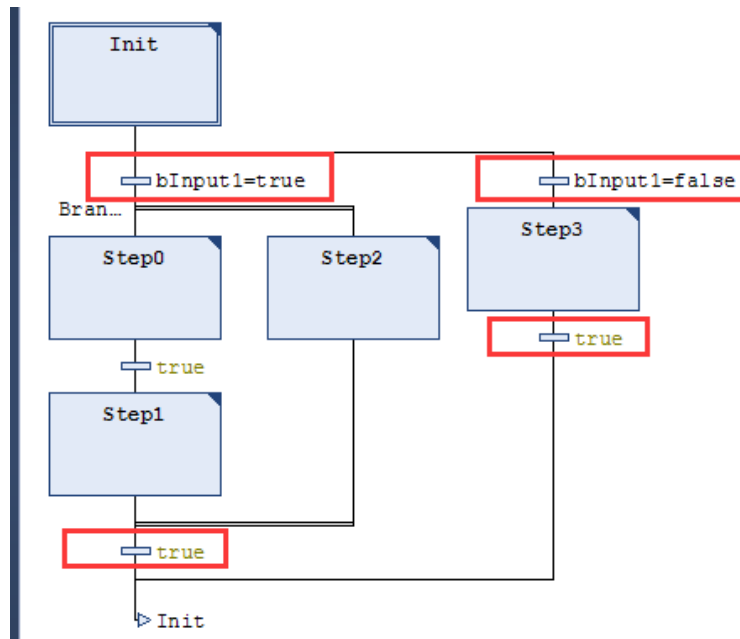 Init
bInput1=true
bInput1=false
Bran...
Step3
Step0
Step2
true
true
Step1
true
Init